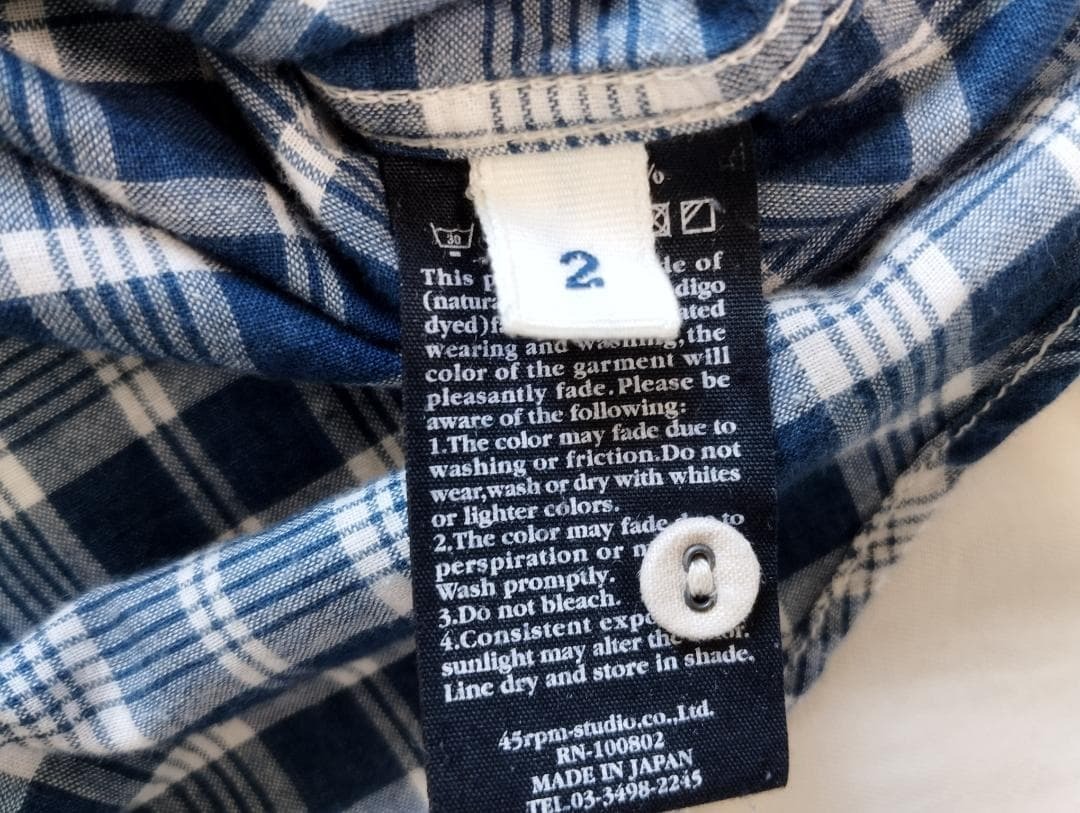 %
30
2
This
of
(natura
digo
dyed)
wearing and washing, the
color of the garment will
pleasantly fade.Please be
aware of the following:
1.The color may fade due to
washing or friction.Do not
wear,wash or dry with whites
or lighter colors.
2.The color may fade to
perspiration or
Wash promptly.
3.Do not bleach.
4.Consistent
sunlight may alter the
Line dry and store in shade.
45rpm-studio.co.,Ltd.
RN-100802
MADE IN JAPAN
TEL.03-3498-2245